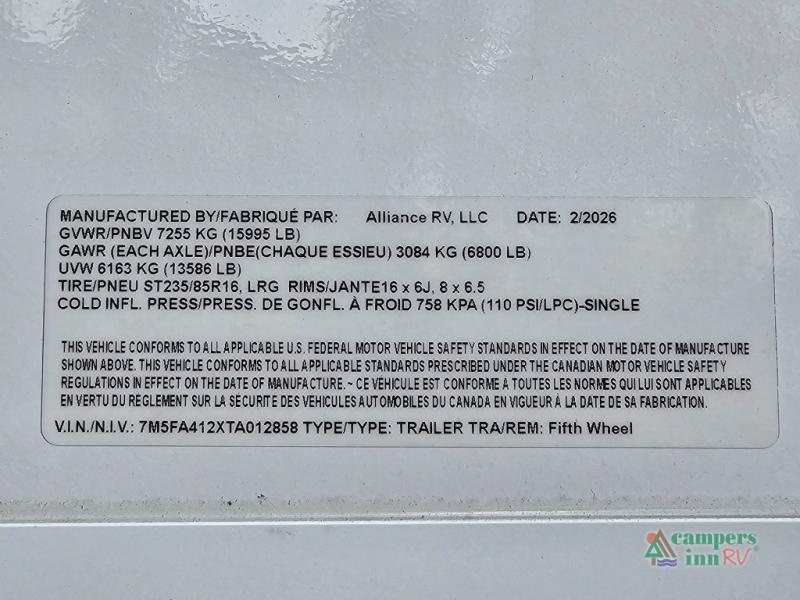 MANUFACTURED BY/FABRIQUÉ PAR: Alliance RV, LLC DATE: 2/2026
GVWR/PNBV 7255 KG (15995 LB)
GAWR (EACH AXLE)/PNBE(CHAQUE ESSIEU) 3084 KG (6800 LB)
UVW 6163 KG (13586 LB)
TIRE/PNEU ST235/85R16, LRG RIMS/JANTE16 x 6J, 8 x 6.5
COLD INFL. PRESS/PRESS. DE GONFL. À FROID 758 KPA (110 PSI/LPC)-SINGLE
THIS VEHICLE CONFORMS TO ALL APPLICABLE U.S. FEDERAL MOTOR VEHICLE SAFETY STANDARDS IN EFFECT ON THE DATE OF MANUFACTURE
SHOWN ABOVE. THIS VEHICLE CONFORMS TO ALL APPLICABLE STANDARDS PRESCRIBED UNDER THE CANADIAN MOTOR VEHICLE SAFETY
REGULATIONS IN EFFECT ON THE DATE OF MANUFACTURE. ~ CE VÉHICULE EST CONFORME À TOUTES LES NORMES QUI LUI SONT APPLICABLES
EN VERTU DU RÈGLEMENT SUR LA SÉCURITÉ DES VÉHICULES AUTOMOBILES DU CANADA EN VIGUEUR À LA DATE DE SA FABRICATION.
V.I.N./N.I.V.: 7M5FA412XTA012858 TYPE/TYPE: TRAILER TRA/REM: Fifth Wheel
campers
inn RV®